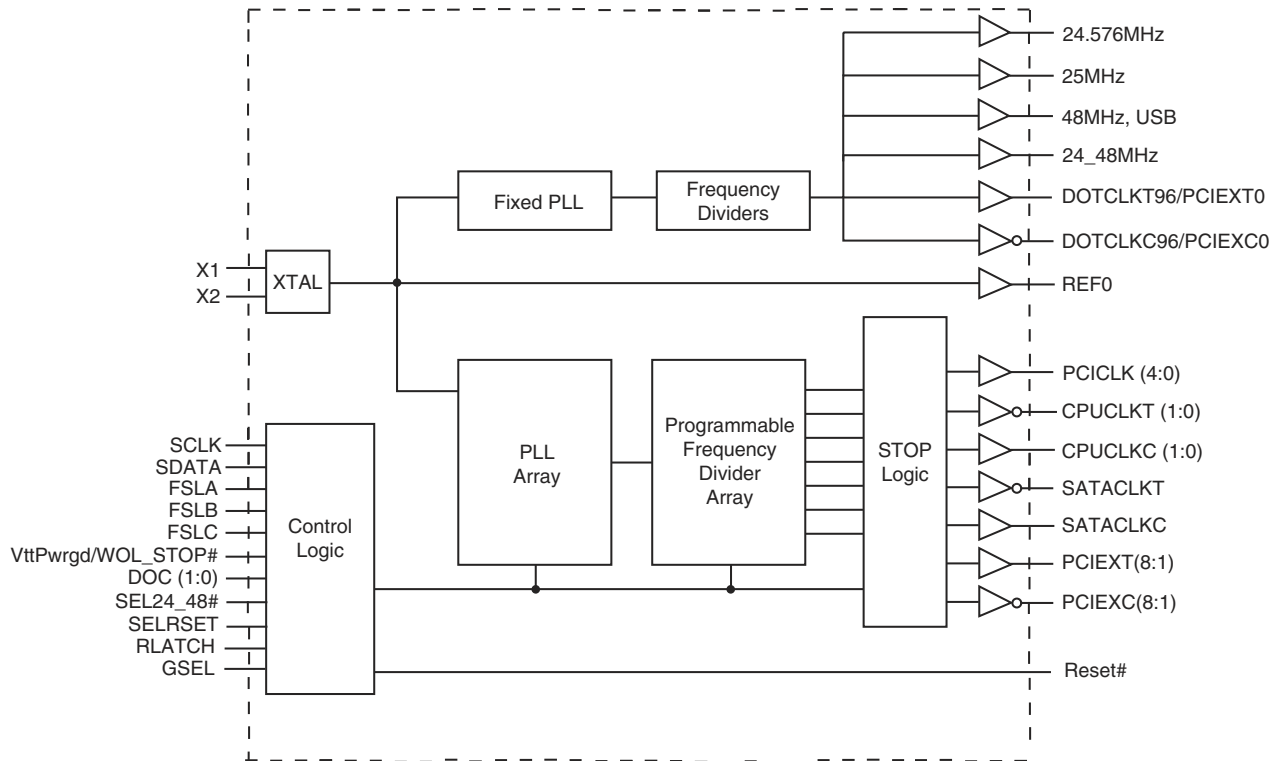 24.576MHz
25MHz
48MHz, USB
24_48MHz
Fixed PLL
Frequency
Dividers
DOTCLKT96/PCIEXT0
DOTCLKC96/PCIEXC0
X1
X2
XTAL
REF0
PCICLK (4:0)
CPUCLKT (1:0)
CPUCLKC (1:0)
SATACLKT
SATACLKC
PCIEXT(8:1)
PCIEXC(8:1)
PLL
Array
Programmable
Frequency
Divider
Array
STOP
Logic
SCLK
SDATA
FSLA
FSLB
FSLC
VttPwrgd/WOL_STOP#
DOC (1:0)
SEL24_48#
SELRSET
RLATCH
GSEL
Control
Logic
Reset#